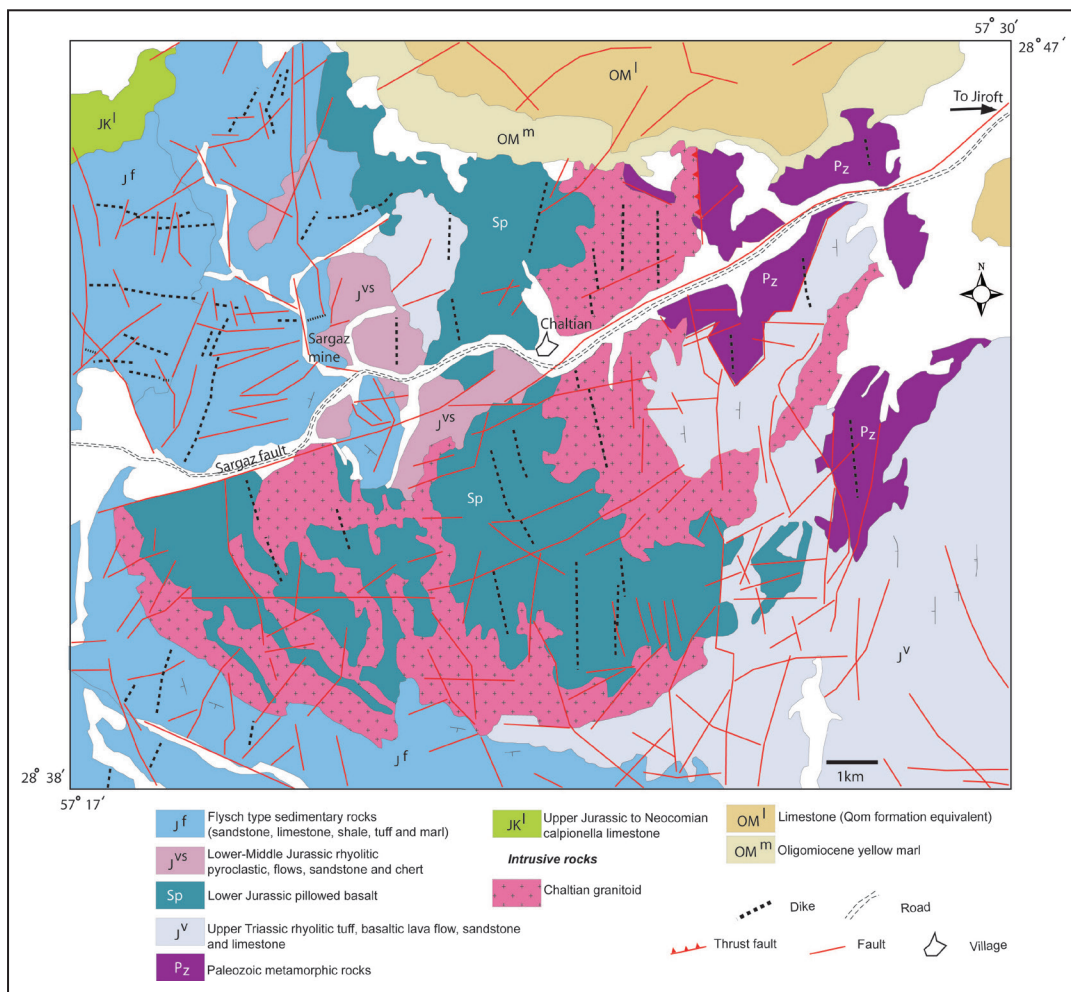 57° 30′
28° 47′
To Jiroft
OM^l
JK^l
OM^m
Pz
J^f
Sp
N
Pz
J^vs
Chaltian
Sargaz
mine
J^vs
Pz
Sargaz fault
Sp
J^v
J^f
28° 38′
1km
57° 17′
J^f Flysch type sedimentary rocks
(sandstone, limestone, shale, tuff and marl)
J^vs Lower-Middle Jurassic rhyolitic
pyroclastic, flows, sandstone and chert
Sp Lower Jurassic pillowed basalt
J^v Upper Triassic rhyolitic tuff, basaltic lava flow, sandstone
and limestone
Pz Paleozoic metamorphic rocks
JK^l Upper Jurassic to Neocomian
calpionella limestone
Intrusive rocks
Chaltian granitoid
OM^l Limestone (Qom formation equivalent)
OM^m Oligomiocene yellow marl
Dike
Road
Thrust fault
Fault
Village